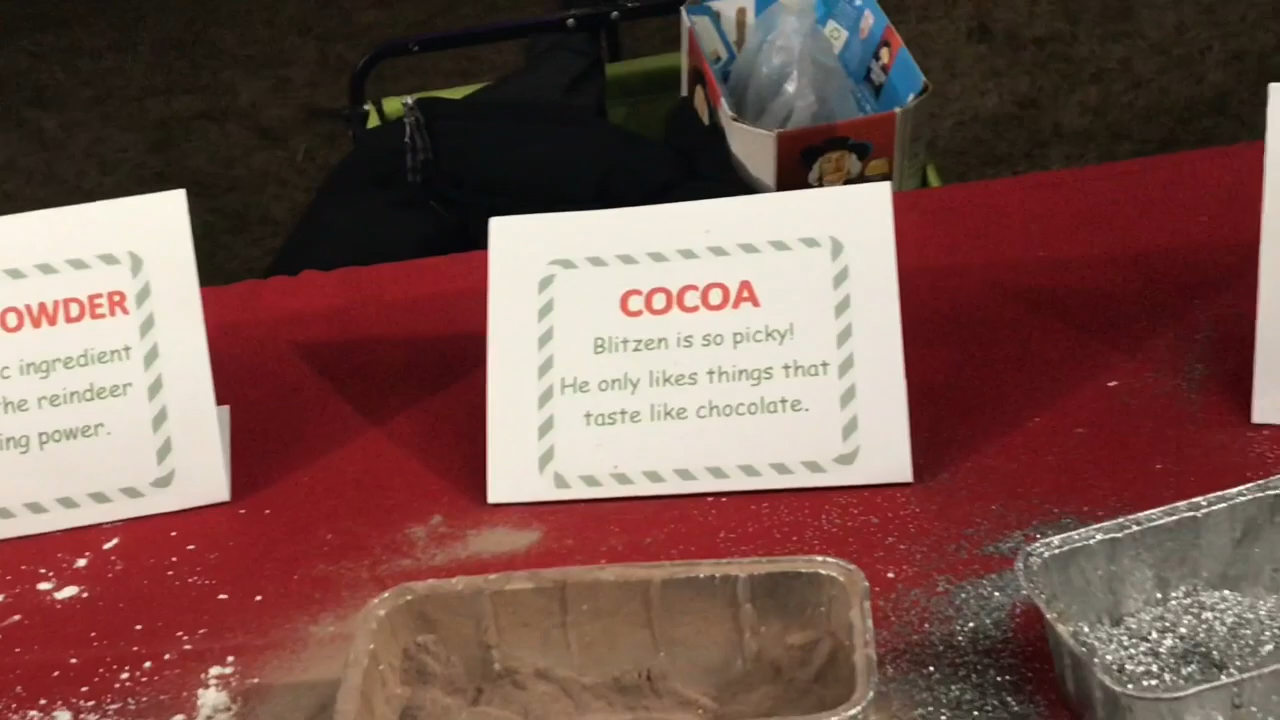 OWDER
c ingredient
he reindeer
ing power.
COCOA
Blitzen is so picky!
He only likes things that
taste like chocolate.